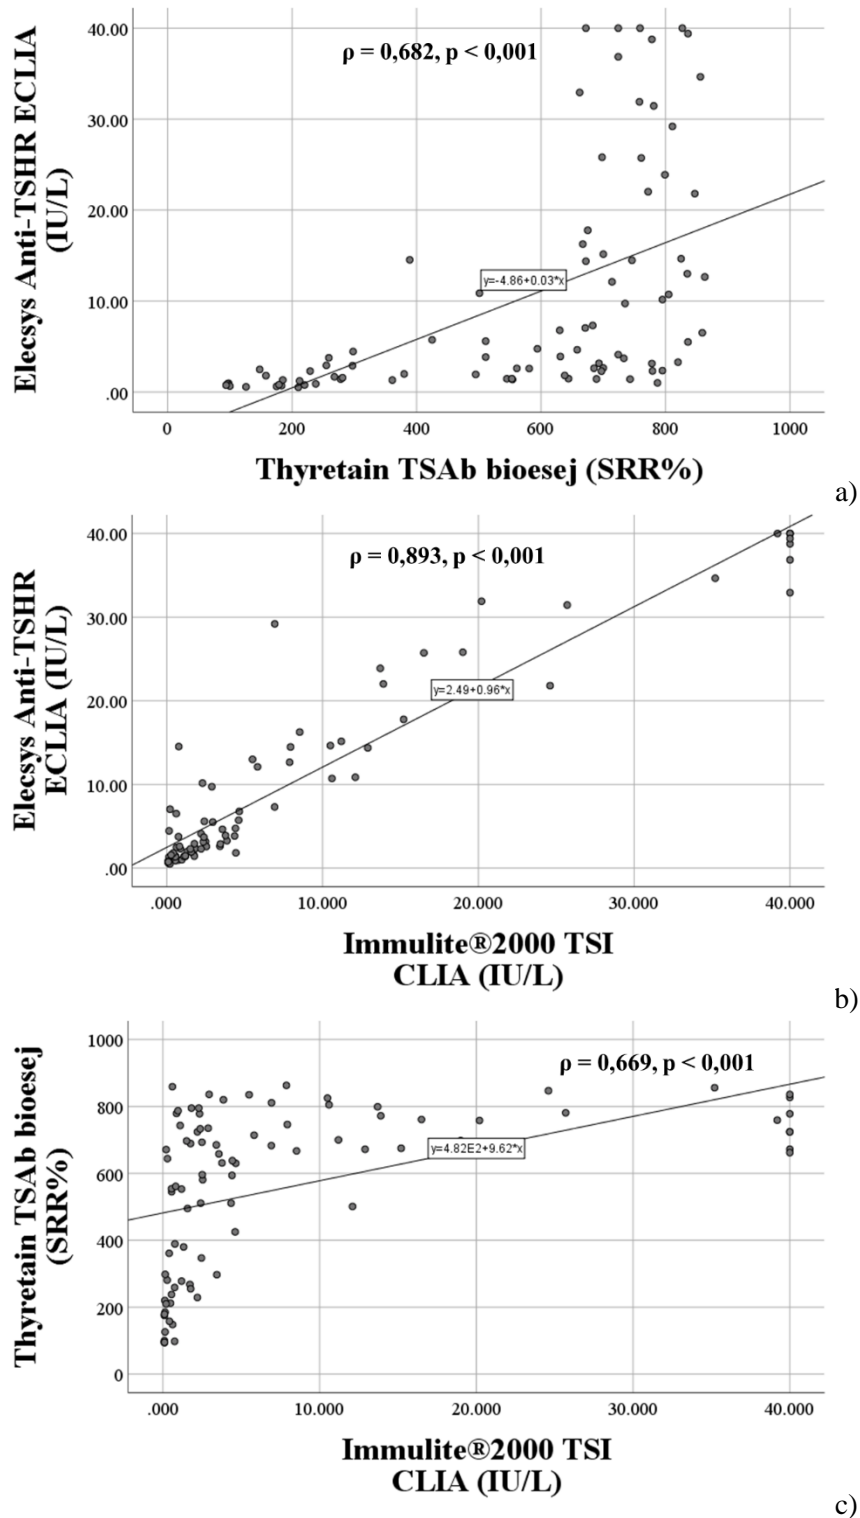 40.00
ρ = 0,682, p < 0,001
30.00
20.00
10.00
.00
Elecsys Anti-TSHR ECLIA
(IU/L)
y=-4.86+0.03*x
0 200 400 600 800 1000
Thyretain TSAb bioesej (SRR%)
a)
40.00
ρ = 0,893, p < 0,001
30.00
20.00
10.00
.00
Elecsys Anti-TSHR
ECLIA (IU/L)
y=2.49+0.96*x
.000 10.000 20.000 30.000 40.000
Immulite®2000 TSI
CLIA (IU/L)
b)
1000
ρ = 0,669, p < 0,001
800
600
400
200
0
Thyretain TSAb bioesej
(SRR%)
y=4.82E2+9.62*x
.000 10.000 20.000 30.000 40.000
Immulite®2000 TSI
CLIA (IU/L)
c)